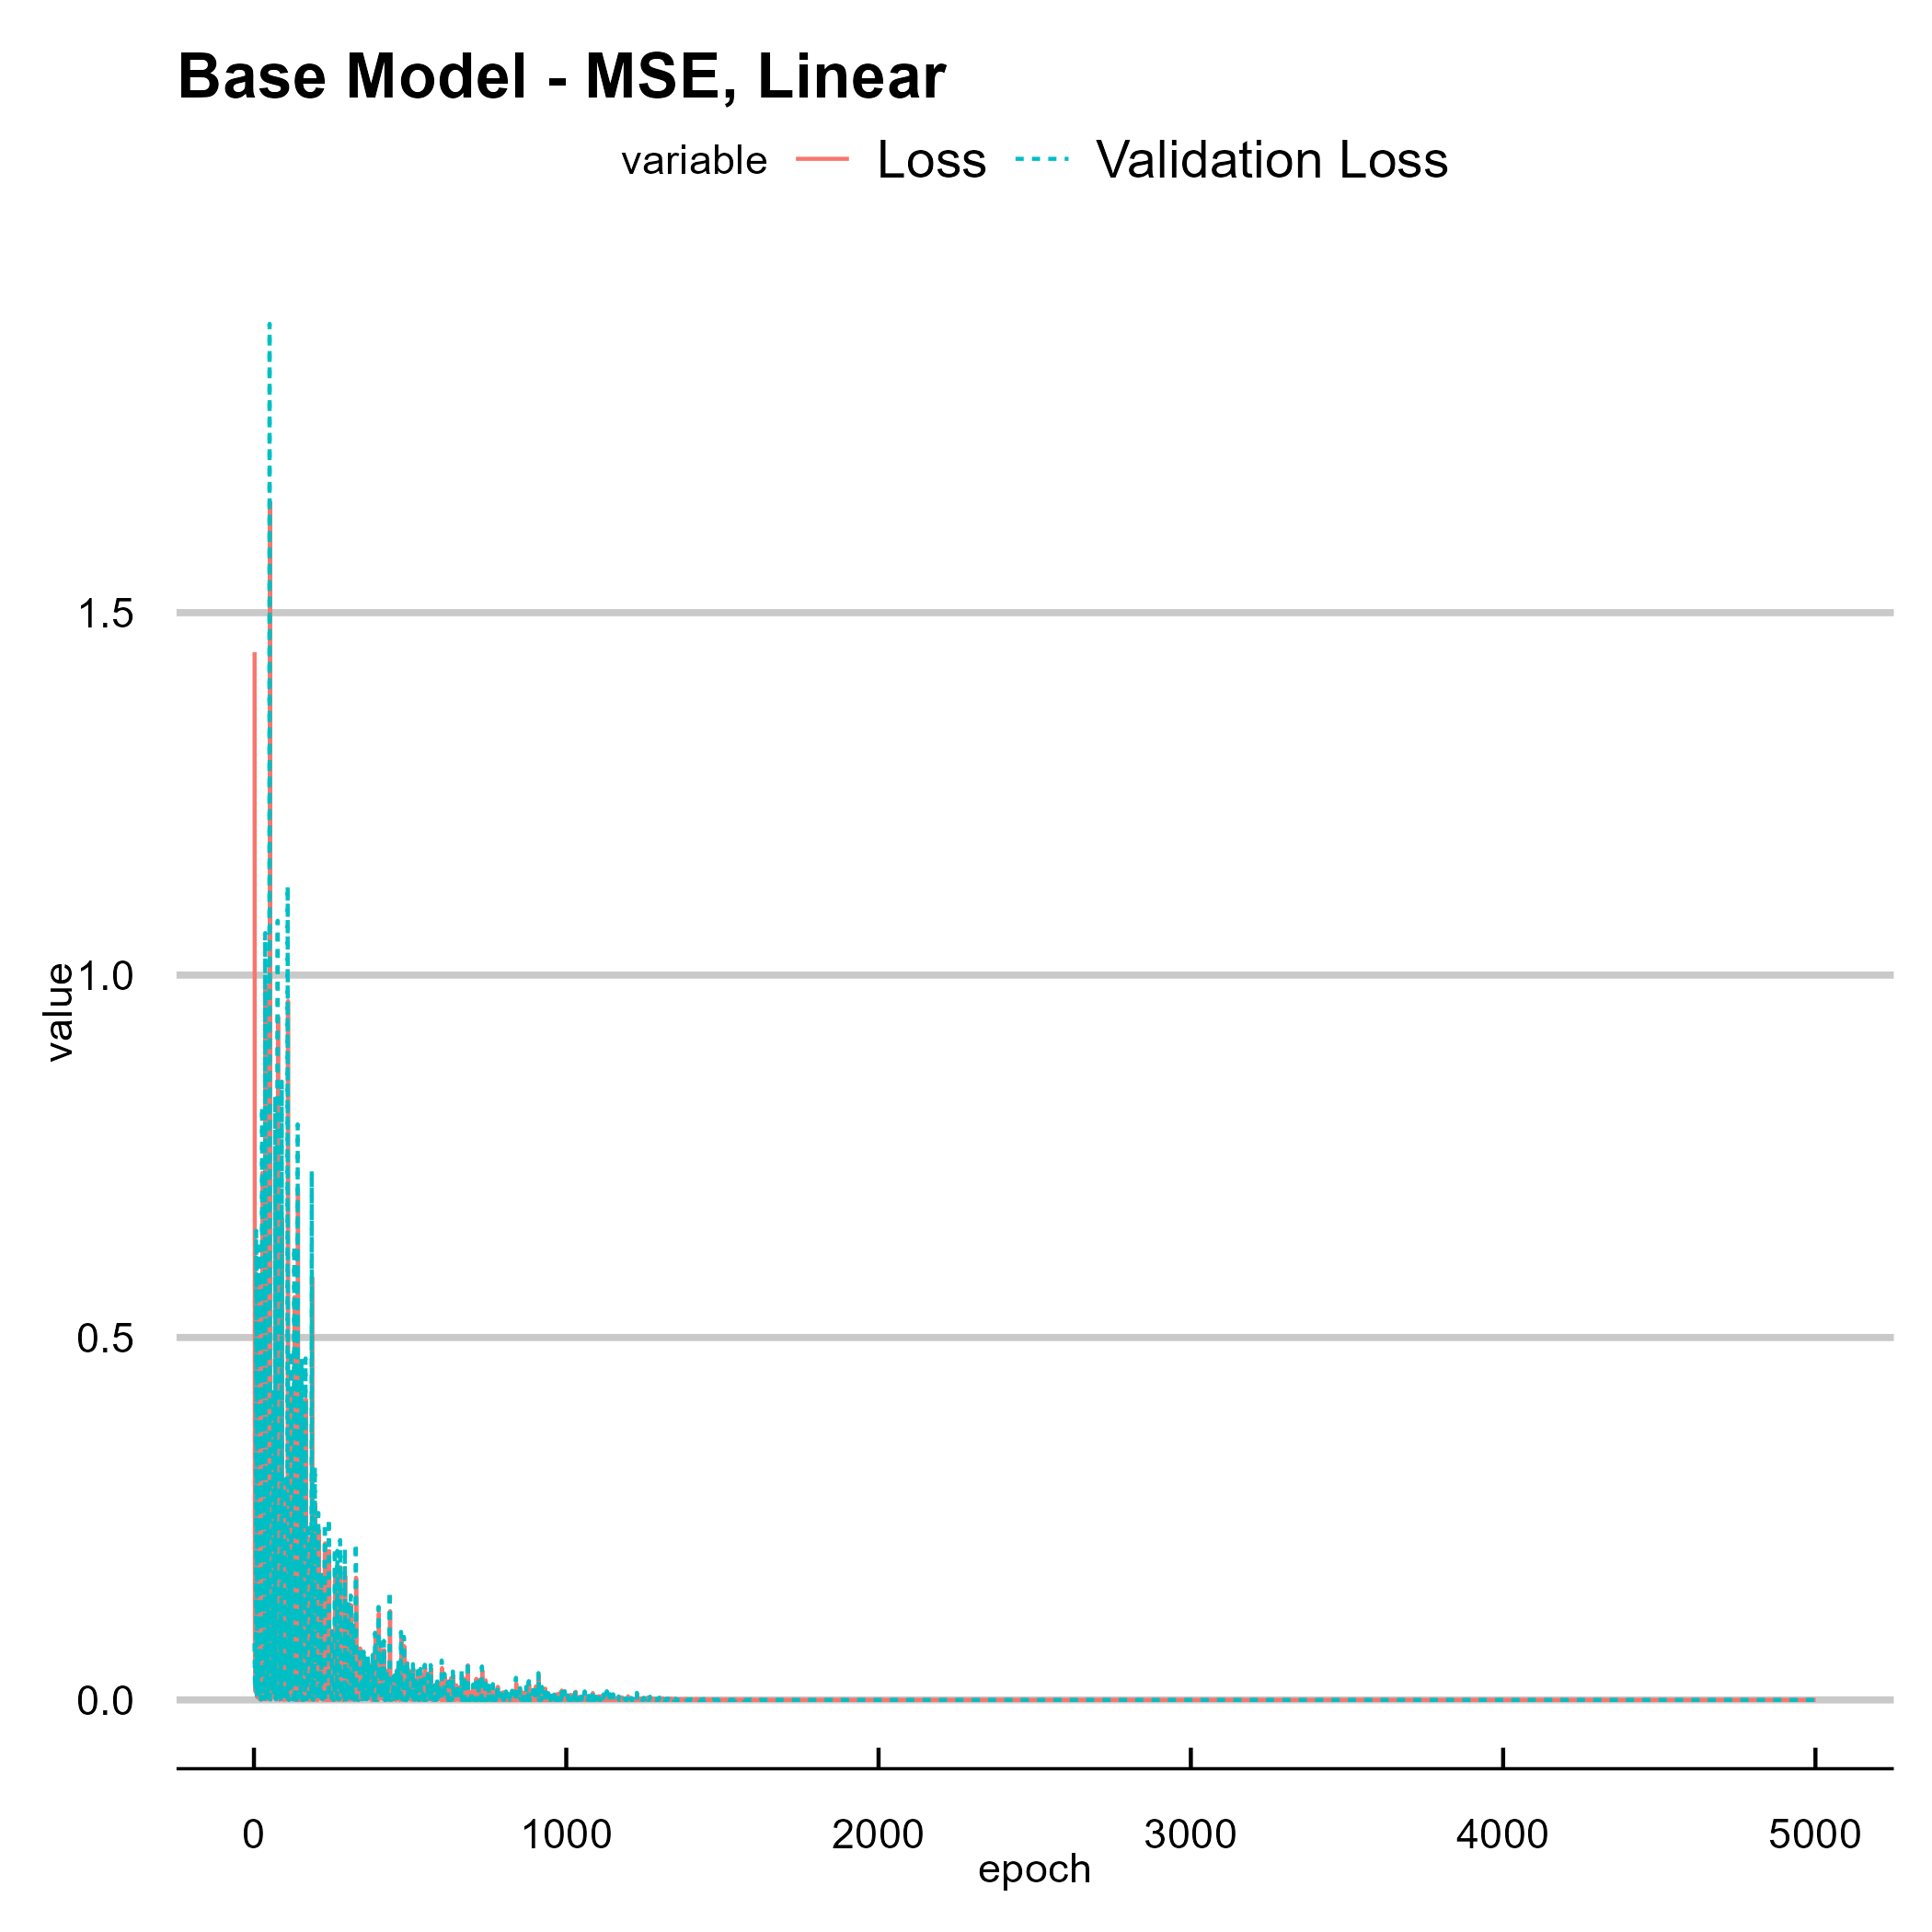 Base Model - MSE, Linear
variable Loss Validation Loss
1.5
1.0
0.5
0.0
value
0 1000 2000 3000 4000 5000
epoch